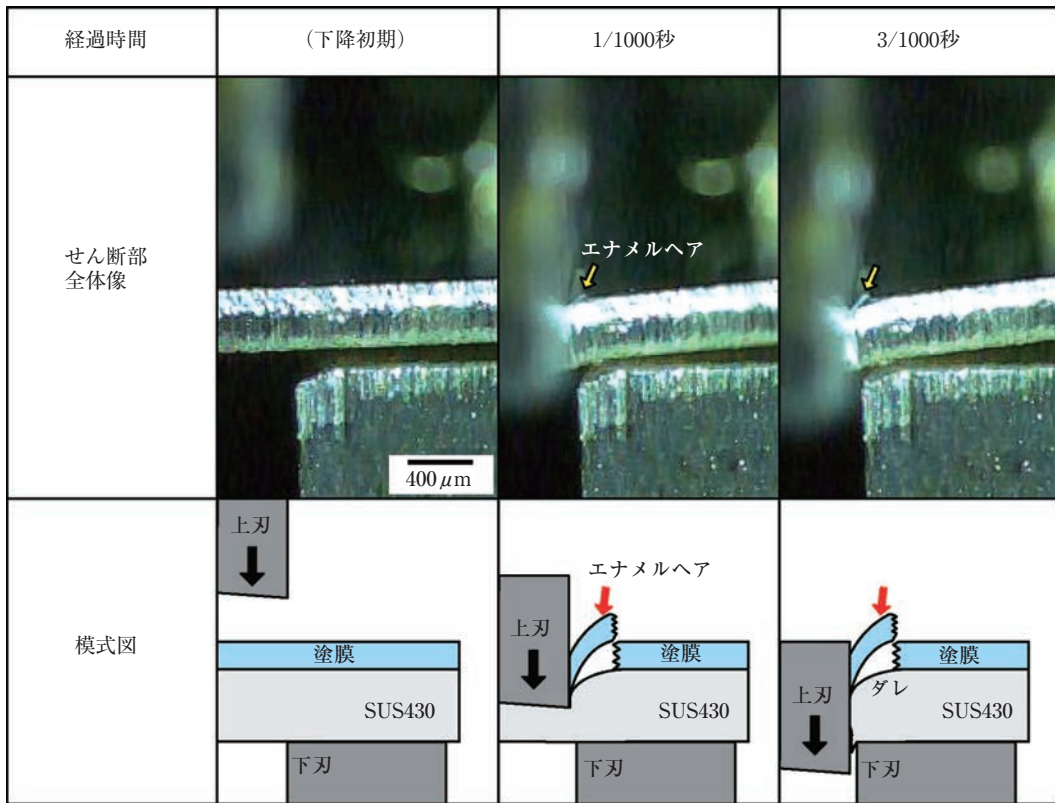 経過時間
(下降初期)
1/1000秒
3/1000秒
せん断部
全体像
エナメルヘア
400μm
模式図
上刃
塗膜
SUS430
下刃
エナメルヘア
上刃
塗膜
SUS430
下刃
上刃
塗膜
ダレ
SUS430
下刃